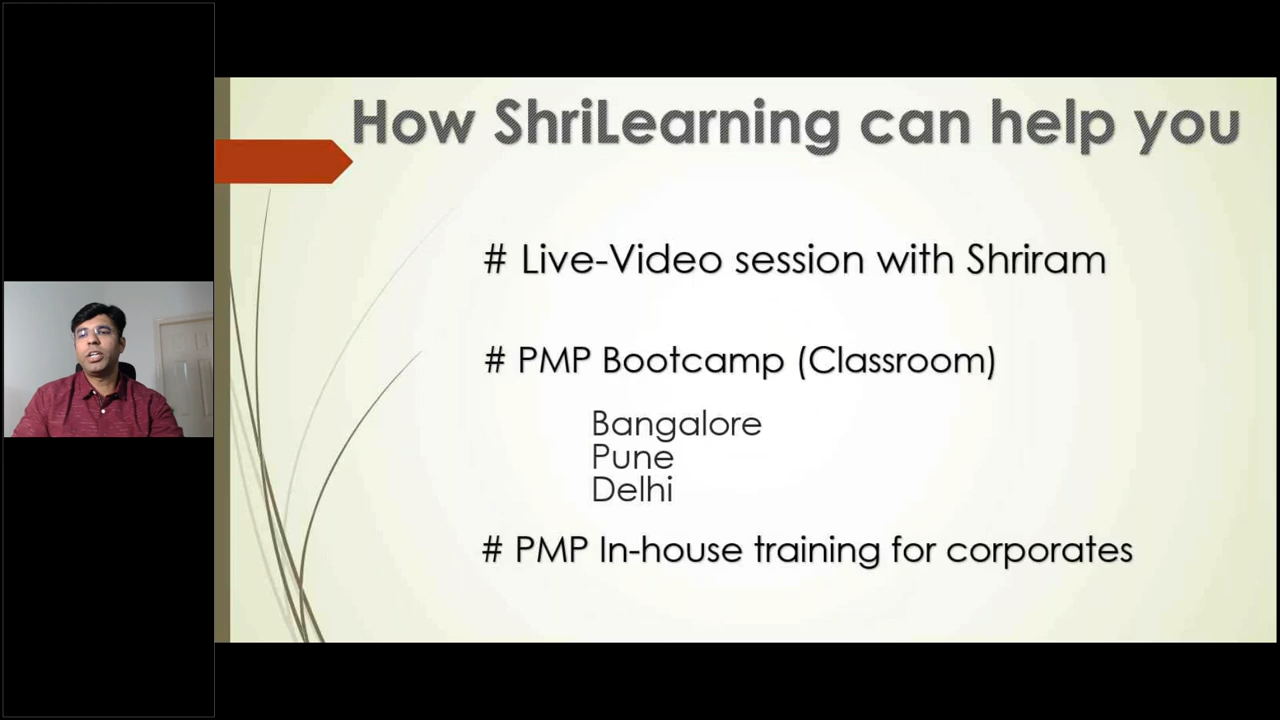 How ShriLearning can help you
# Live-Video session with Shriram
# PMP Bootcamp (Classroom)
Bangalore
Pune
Delhi
# PMP In-house training for corporates